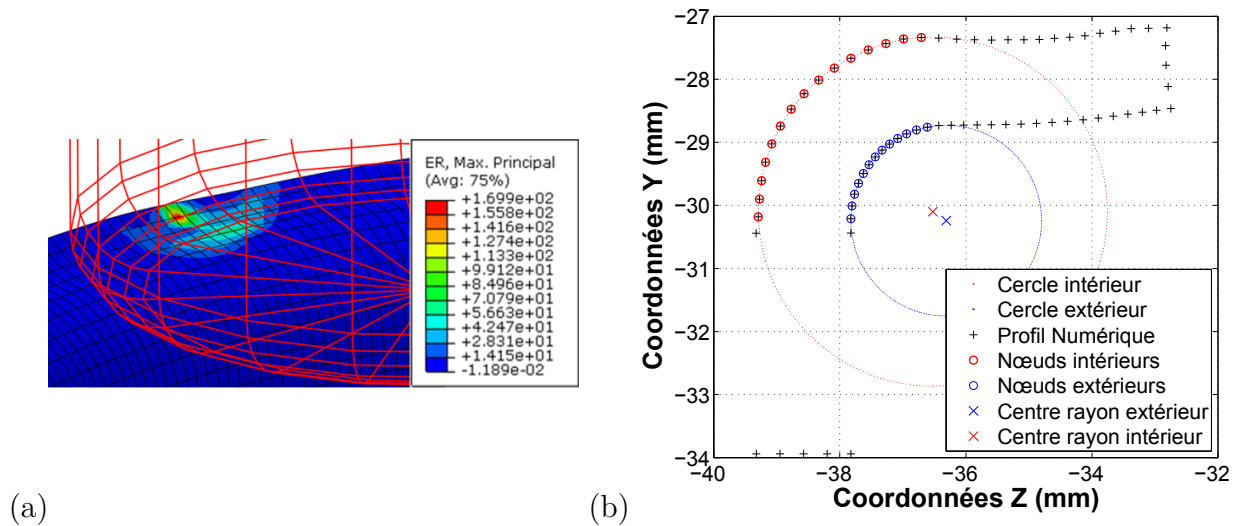 ER, Max. Principal
(Avg: 75%)
+1.699e+02
+1.558e+02
+1.416e+02
+1.274e+02
+1.133e+02
+9.912e+01
+8.496e+01
+7.079e+01
+5.663e+01
+4.247e+01
+2.831e+01
+1.415e+01
-1.189e-02
(a)
−27
−28
−29
−30
−31
−32
−33
−34
Coordonnées Y (mm)
−40
−38
−36
−34
−32
Coordonnées Z (mm)
Cercle intérieur
Cercle extérieur
Profil Numérique
Nœuds intérieurs
Nœuds extérieurs
Centre rayon extérieur
Centre rayon intérieur
(b)